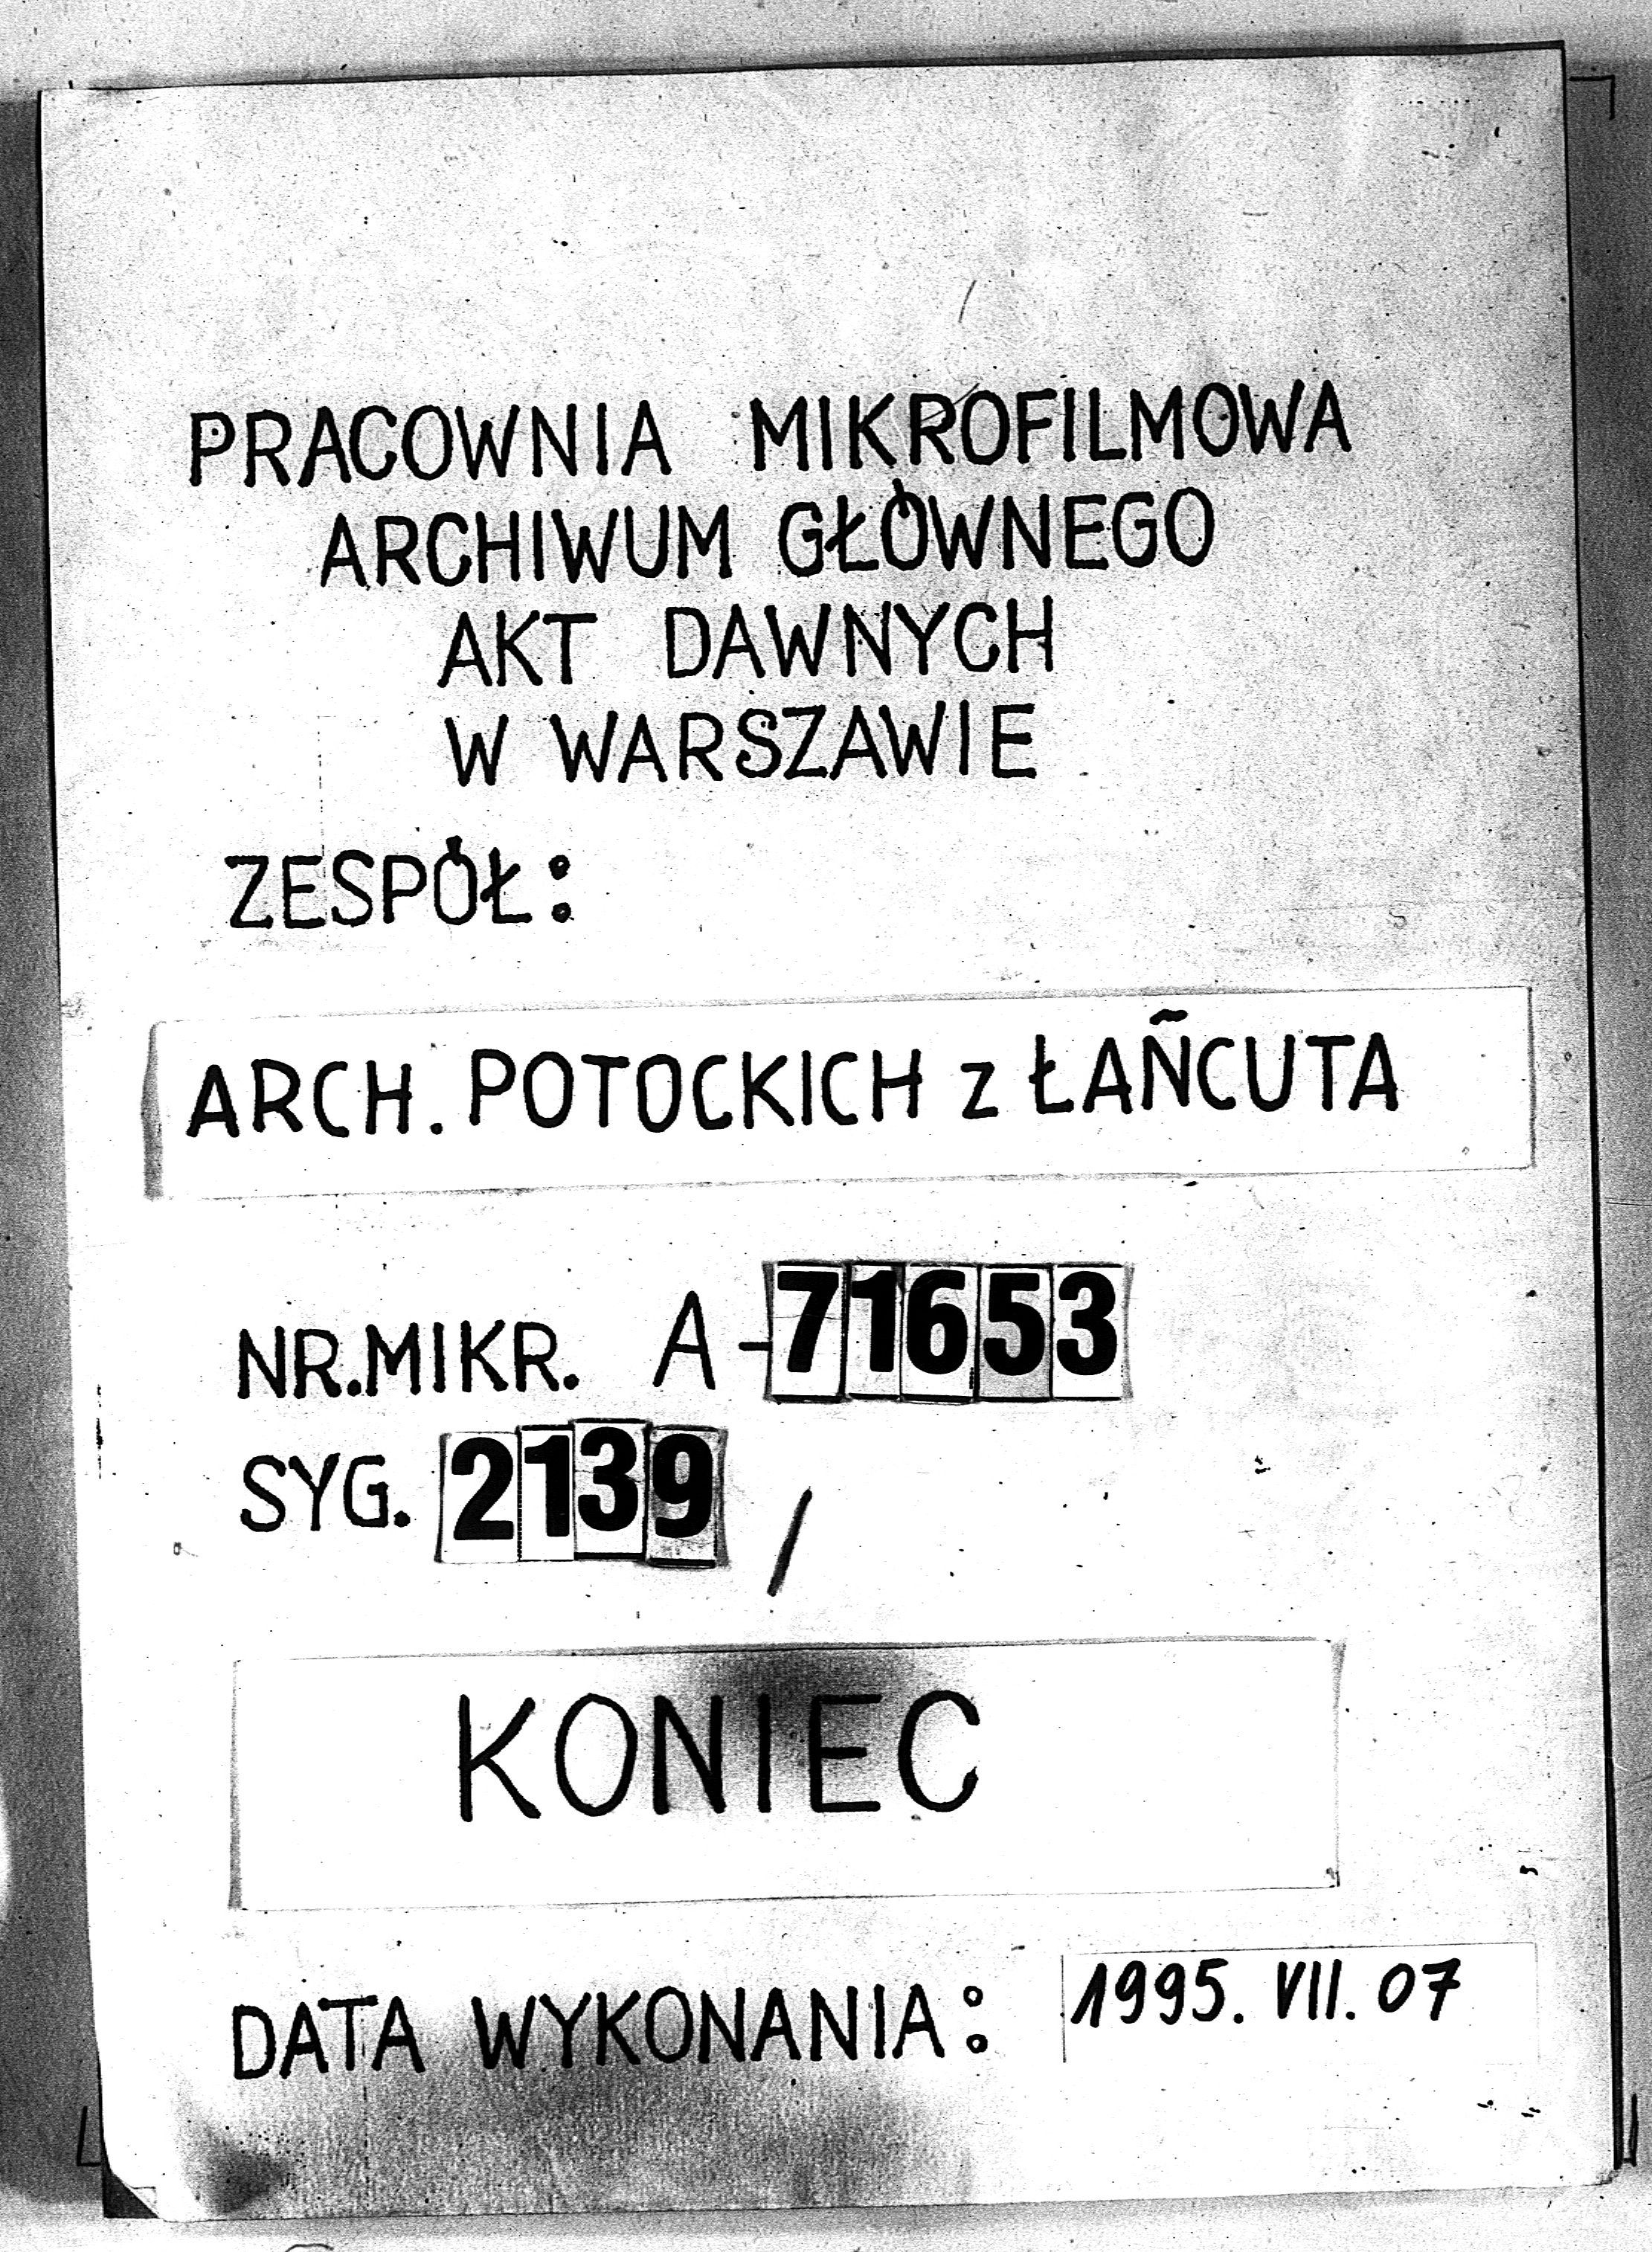 PRACOWNIA MIKROFILMOWA
ARCHIWUM GŁÓWNEGO
AKT DAWNYCH
W WARSZAWIE
ZESPÓŁ:
ARCH. POTOCKICH z ŁAŃCUTA
NR.MIKR. A-71653
SYG. 2139 /
KONIEC
DATA WYKONANIA: 1995. VII. 07